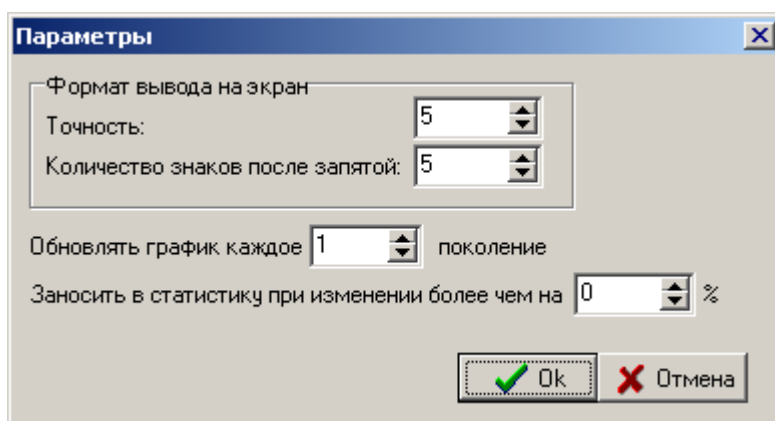 Параметры
Формат вывода на экран
Точность: 5
Количество знаков после запятой: 5
Обновлять график каждое 1 поколение
Заносить в статистику при изменении более чем на 0 %
Ok Отмена